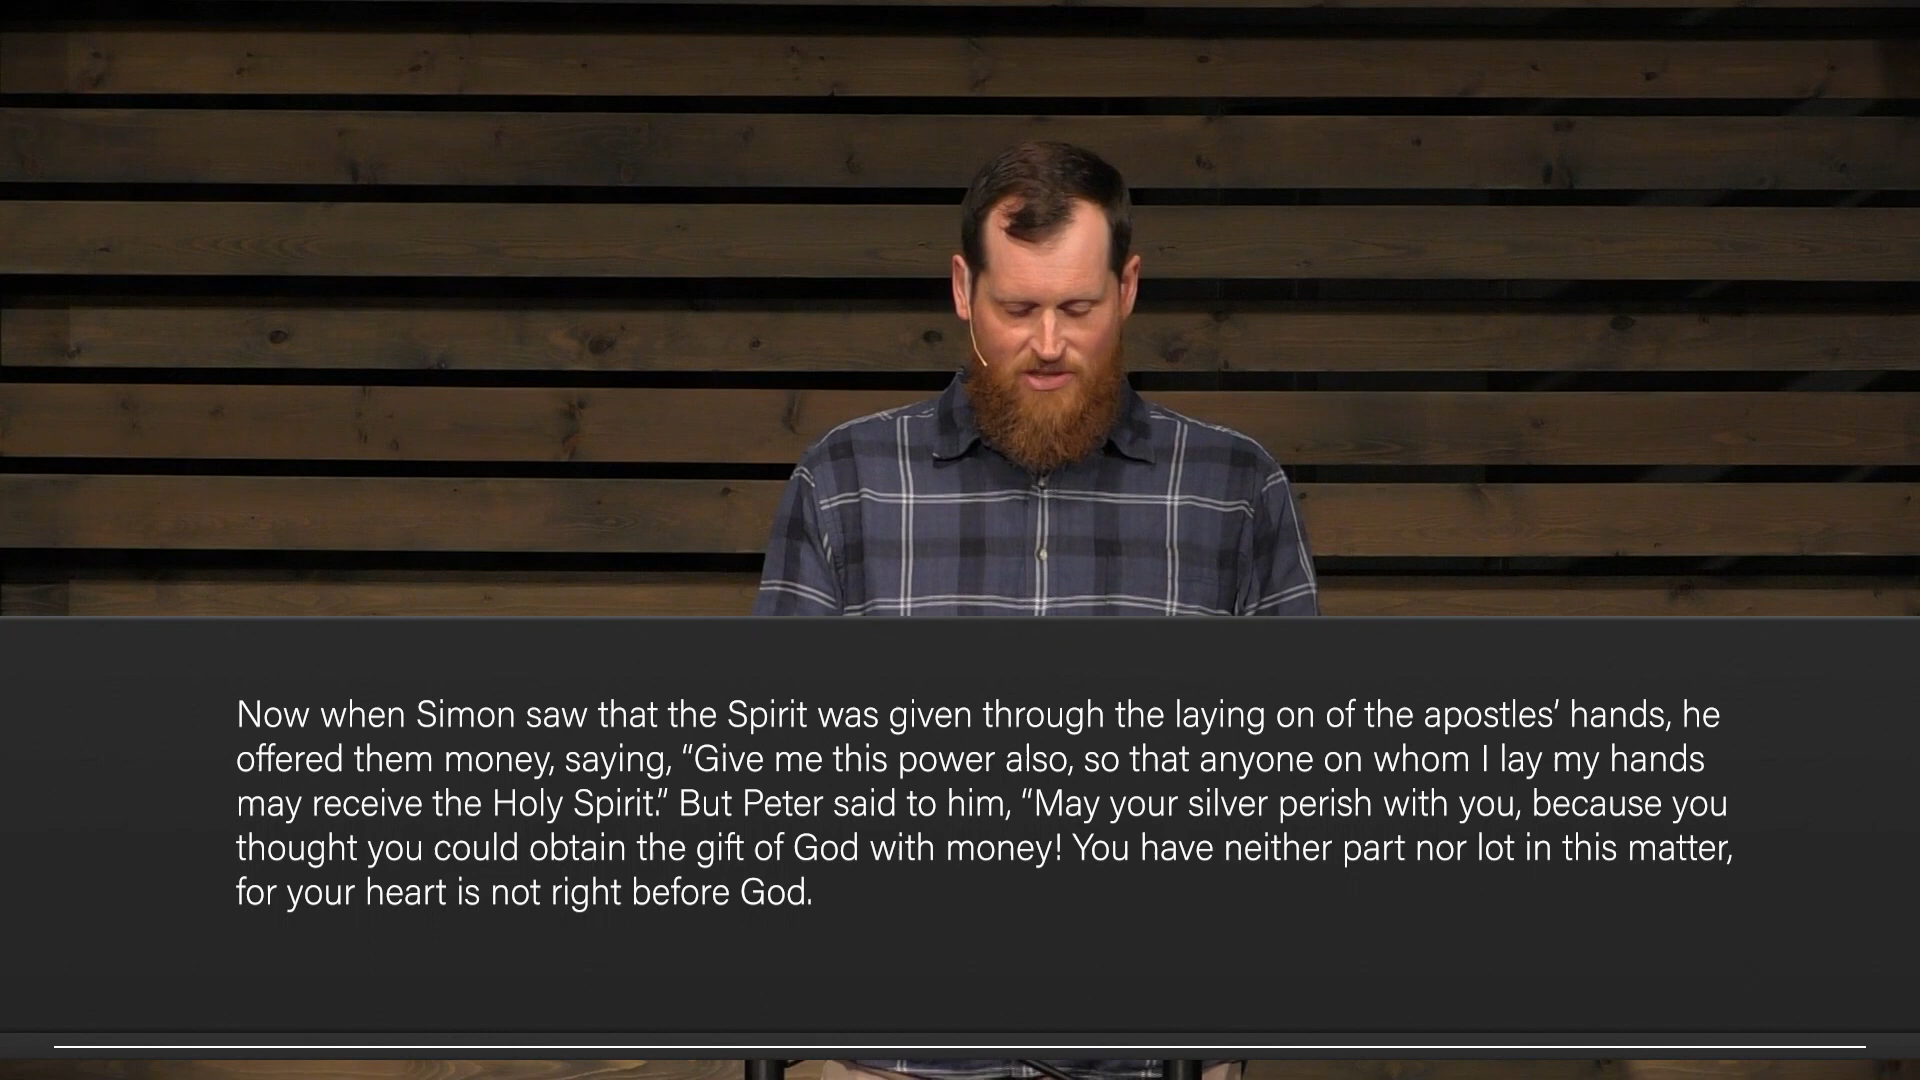 Now when Simon saw that the Spirit was given through the laying on of the apostles’ hands, he
offered them money, saying, “Give me this power also, so that anyone on whom I lay my hands
may receive the Holy Spirit.” But Peter said to him, “May your silver perish with you, because you
thought you could obtain the gift of God with money! You have neither part nor lot in this matter,
for your heart is not right before God.